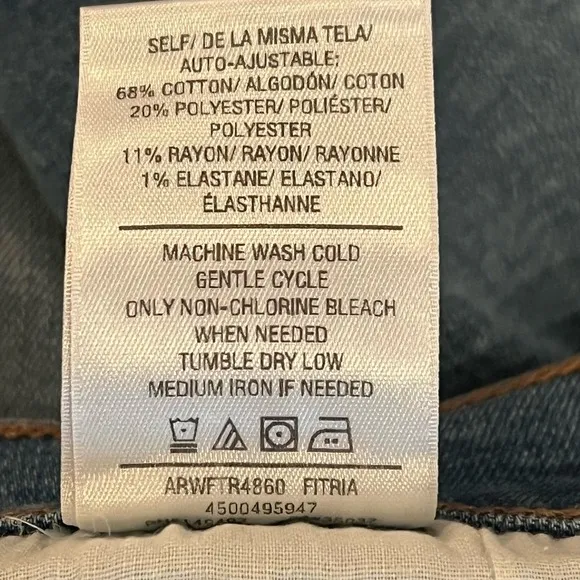 SELF/ DE LA MISMA TELA/
AUTO-AJUSTABLE;
68% COTTON/ ALGODÓN/ COTON
20% POLYESTER/ POLIÉSTER/
POLYESTER
11% RAYON/ RAYON/ RAYONNE
1% ELASTANE/ ELASTANO/
ÉLASTHANNE
MACHINE WASH COLD
GENTLE CYCLE
ONLY NON-CHLORINE BLEACH
WHEN NEEDED
TUMBLE DRY LOW
MEDIUM IRON IF NEEDED
ARWFTR4860 FITRIA
4500495947